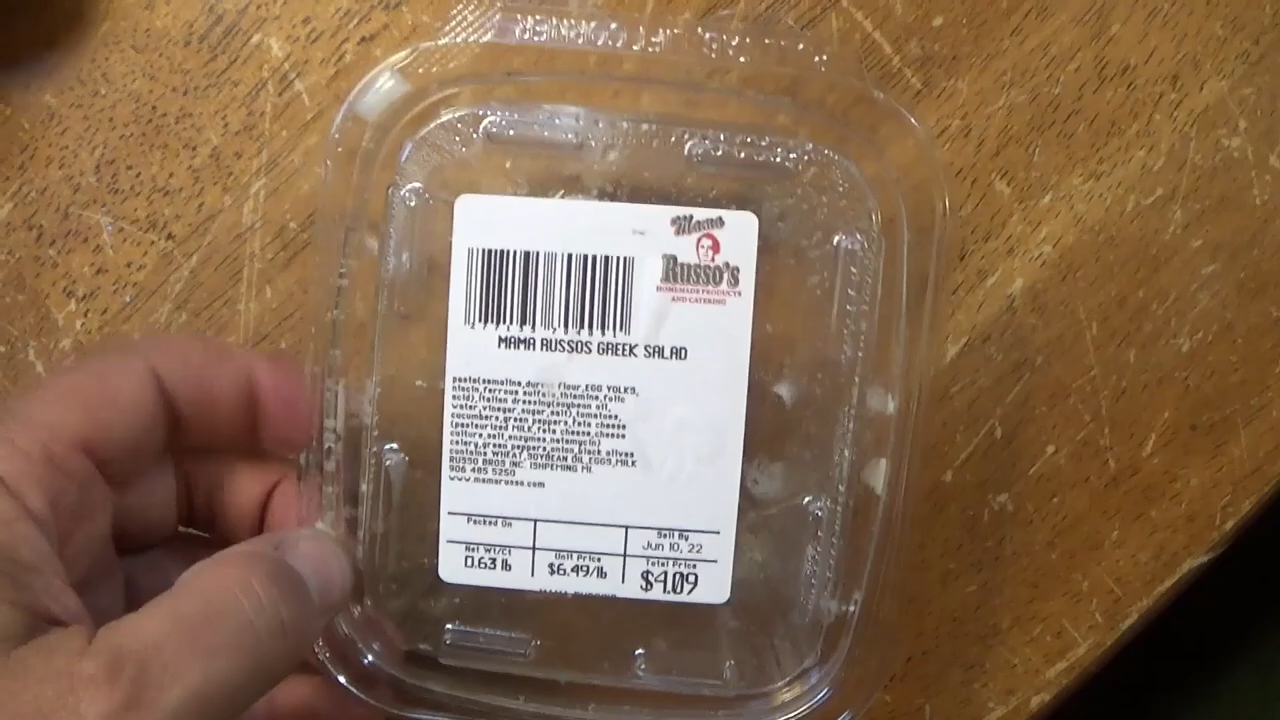 LIFT CORNER
Mama
Russo's
HOMEMADE PRODUCTS
AND CATERING
MAMA RUSSOS GREEK SALAD
pasta(semolina,durum flour,EGG YOLKS,
niacin,ferrous sulfate,thiamine,folic
acid),italian dressing(soybean oil,
water,vinegar,sugar,salt),tomatoes,
cucumbers,green peppers,feta cheese
(pasteurized MILK,feta cheese,cheese
culture,salt,enzymes,natamycin)
celery,green peppers,onion,black olives
contains WHEAT,SOYBEAN OIL,EGGS,MILK
RUSSO BROS INC. ISHPEMING MI.
906 485 5250
www.mamarusso.com
Packed On
Sell By
Jun 10, 22
Net Wt/Ct
0.63 lb
Unit Price
$6.49/lb
Total Price
$4.09